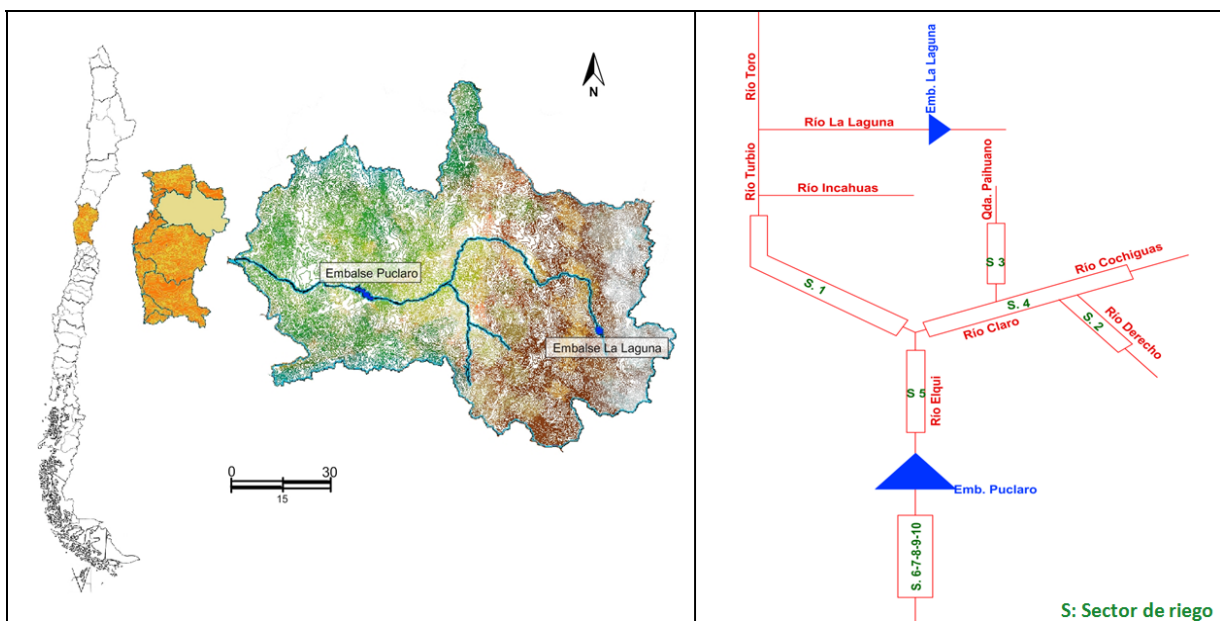 N
Embalse Puclaro
Embalse La Laguna
0
30
15
Río Toro
Emb. La Laguna
Río La Laguna
Río Turbio
Río Incahuas
Qda. Paihuano
S 3
Río Cochiguas
S. 1
S. 4
Río Claro
S. 2
Río Derecho
S 5
Río Elqui
Emb. Puclaro
S. 6-7-8-9-10
S: Sector de riego